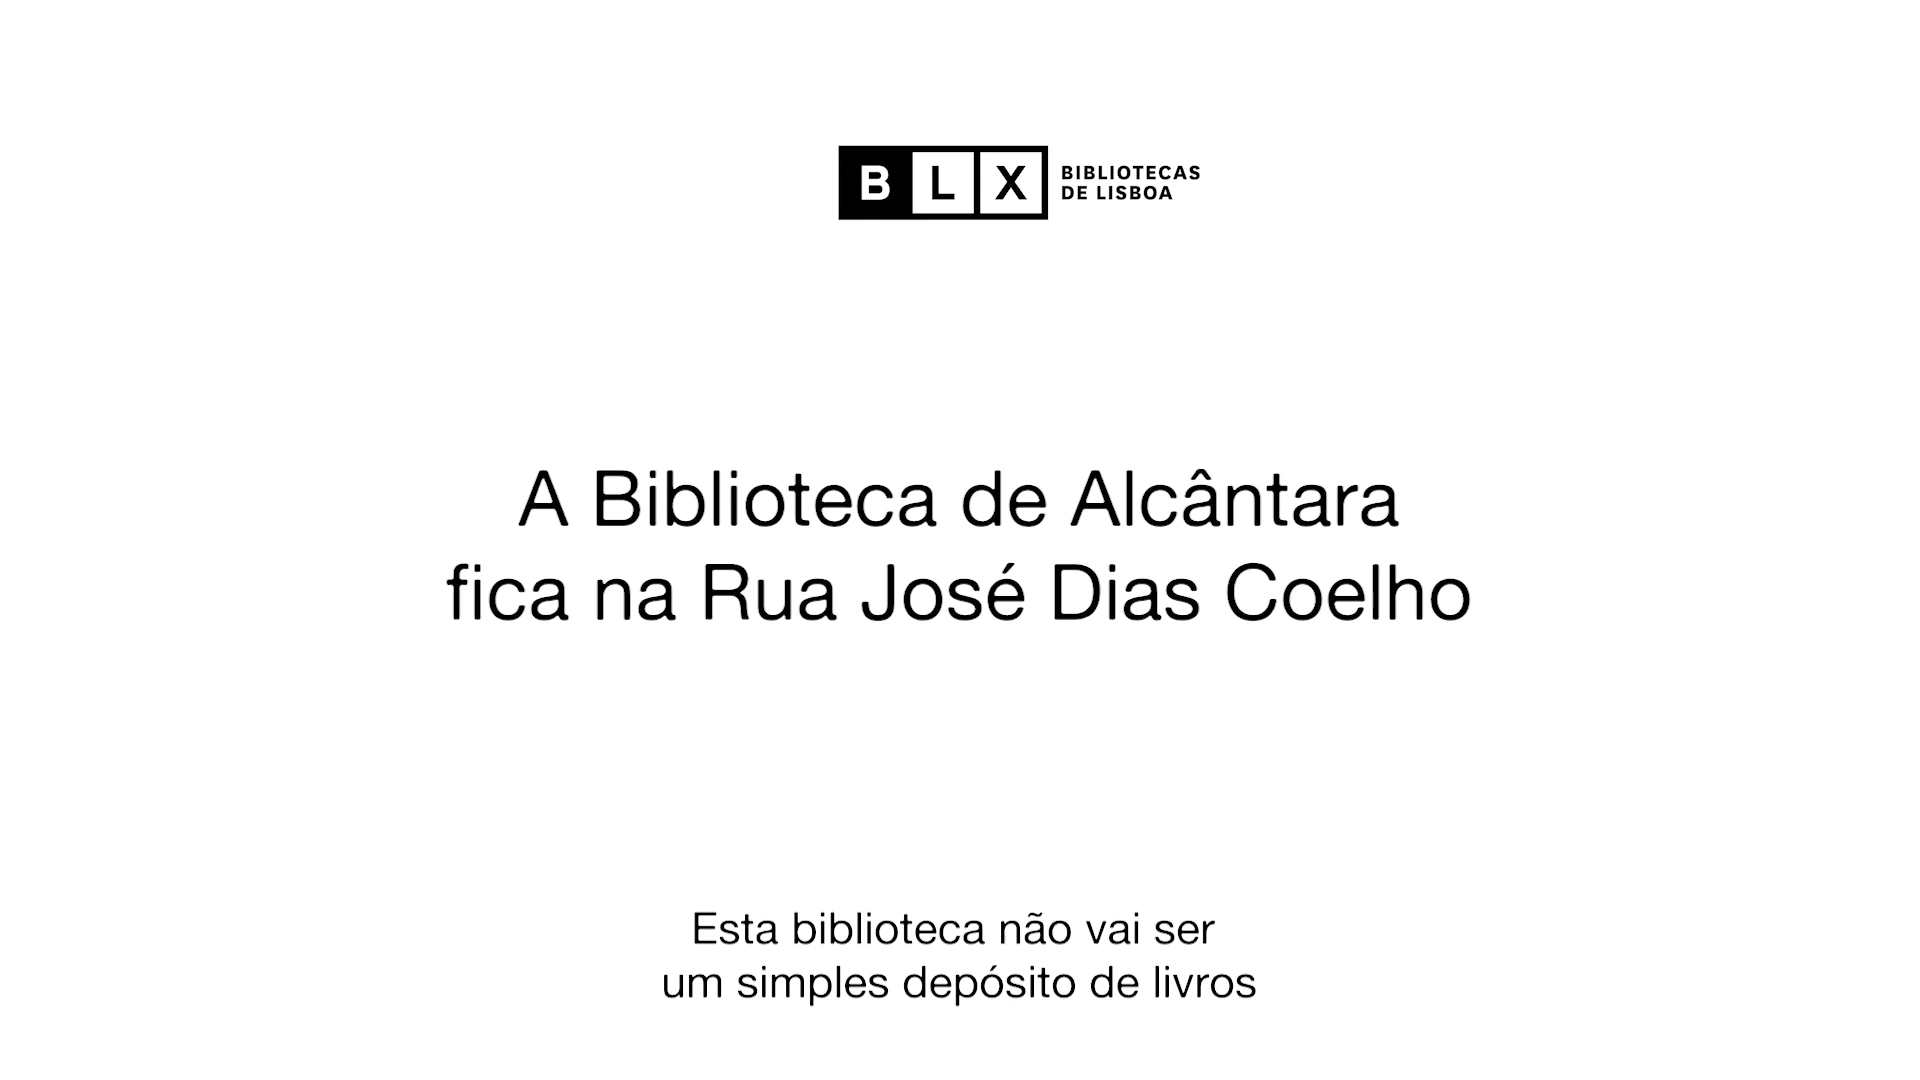 B L X BIBLIOTECAS
DE LISBOA
A Biblioteca de Alcântara
fica na Rua José Dias Coelho
Esta biblioteca não vai ser
um simples depósito de livros